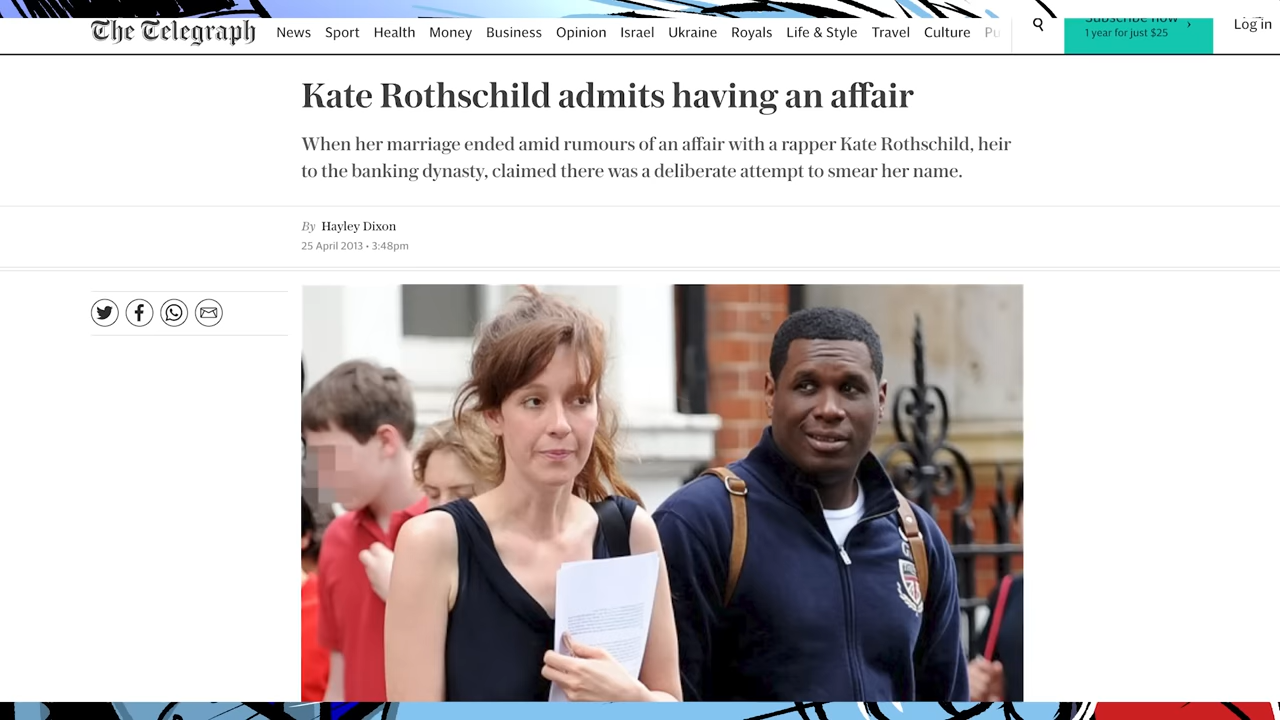 The Telegraph
News Sport Health Money Business Opinion Israel Ukraine Royals Life & Style Travel Culture
Subscribe now
1 year for just $25
Log in
Kate Rothschild admits having an affair
When her marriage ended amid rumours of an affair with a rapper Kate Rothschild, heir
to the banking dynasty, claimed there was a deliberate attempt to smear her name.
By Hayley Dixon
25 April 2013 • 3:48pm